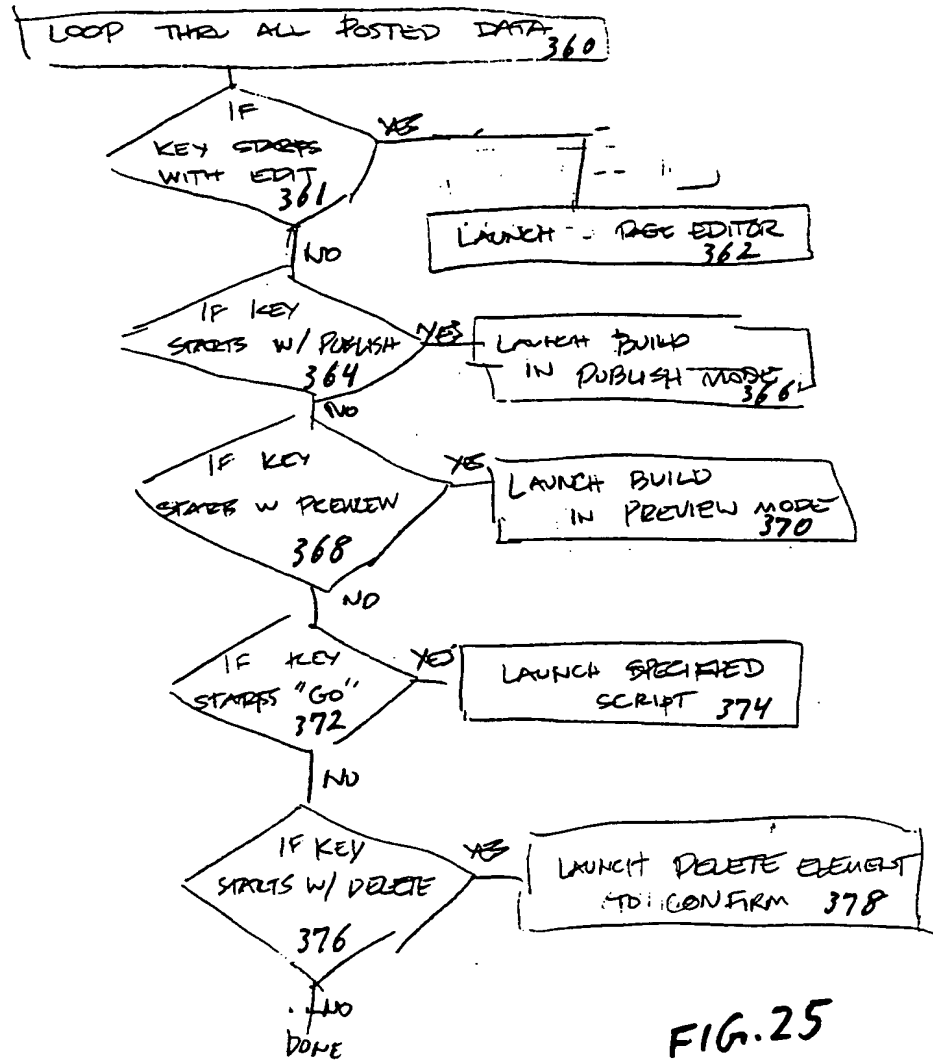 LOOP THRU ALL POSTED DATA
360
IF
KEY STARTS
WITH EDIT
361
YES
LAUNCH PAGE EDITOR
362
NO
IF KEY
STARTS W/ PUBLISH
364
YES
LAUNCH BUILD
IN PUBLISH MODE
366
NO
IF KEY
STARTS W PREVIEW
368
YES
LAUNCH BUILD
IN PREVIEW MODE
370
NO
IF KEY
STARTS "GO"
372
YES
LAUNCH SPECIFIED
SCRIPT 374
NO
IF KEY
STARTS W/ DELETE
376
YES
LAUNCH DELETE ELEMENT
TO CONFIRM 378
NO
DONE
FIG.25